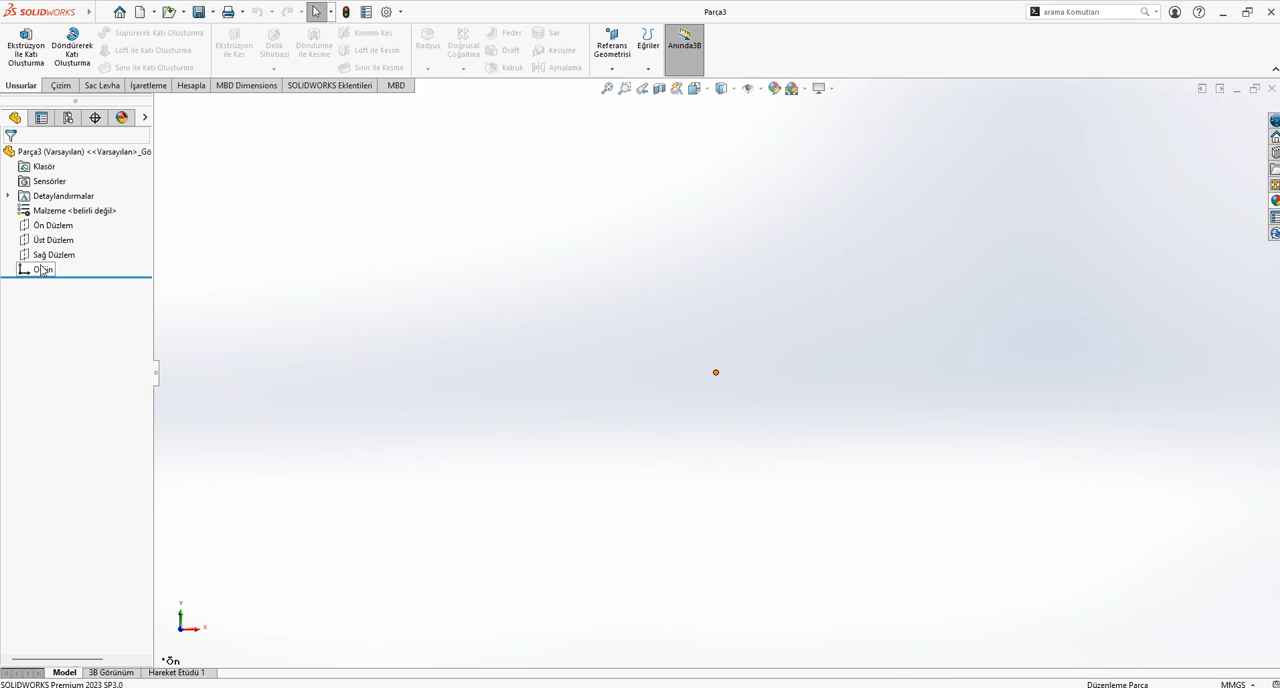 SOLIDWORKS
Parça3
arama Komutları
Ekstrüzyon İle Katı Oluşturma
Döndürerek Katı Oluşturma
Süpürerek Katı Oluşturma
Loft ile Katı Oluşturma
Sınır ile Katı Oluşturma
Ekstrüzyon ile Kes
Delik Sihirbazı
Döndürme ile Kesme
Kıvrımlı Kes
Loft ile Kesim
Sınır ile Kesme
Radyus
Doğrusal Çoğaltma
Feder
Draft
Kabuk
Sar
Kesişme
Aynalama
Referans Geometrisi
Eğriler
Anında3B
Unsurlar
Çizim
Sac Levha
İşaretleme
Hesapla
MBD Dimensions
SOLIDWORKS Eklentileri
MBD
Parça3 (Varsayılan) <<Varsayılan>_Gö
Klasör
Sensörler
Detaylandırmalar
Malzeme <belirli değil>
Ön Düzlem
Üst Düzlem
Sağ Düzlem
Y
X
*Ön
Model
3B Görünüm
Hareket Etüdü 1
SOLIDWORKS Premium 2023 SP3.0
Düzenleme Parça
MMGS